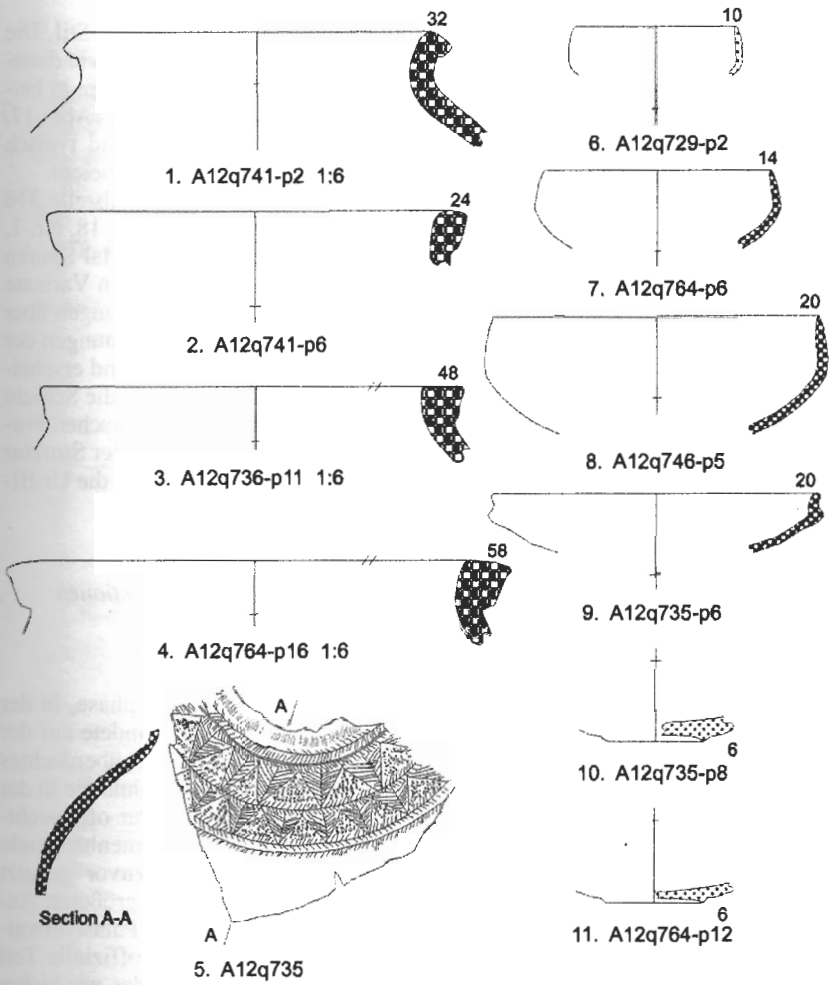 32
1. A12q741-p2 1:6
24
2. A12q741-p6
48
3. A12q736-p11 1:6
58
4. A12q764-p16 1:6
A
Section A-A
A
5. A12q735
10
6. A12q729-p2
14
7. A12q764-p6
20
8. A12q746-p5
20
9. A12q735-p6
6
10. A12q735-p8
6
11. A12q764-p12